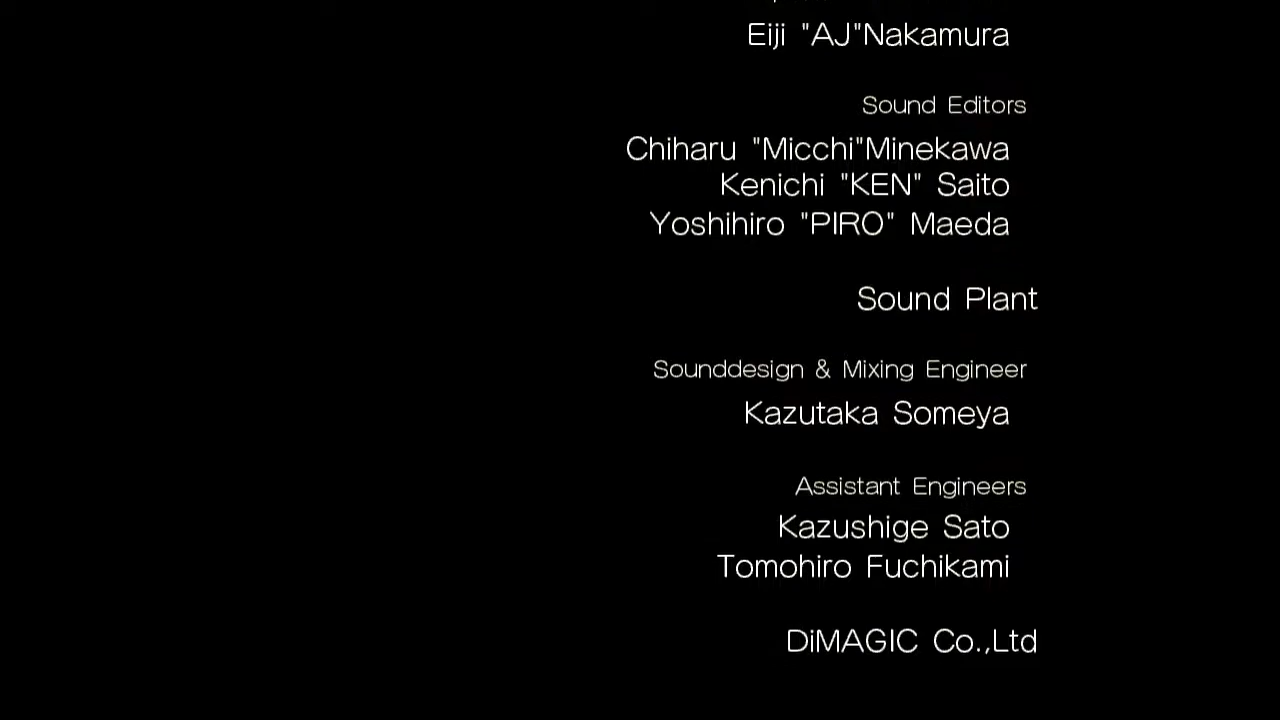 Eiji "AJ"Nakamura
Sound Editors
Chiharu "Micchi"Minekawa
Kenichi "KEN" Saito
Yoshihiro "PIRO" Maeda
Sound Plant
Sounddesign & Mixing Engineer
Kazutaka Someya
Assistant Engineers
Kazushige Sato
Tomohiro Fuchikami
DiMAGIC Co.,Ltd